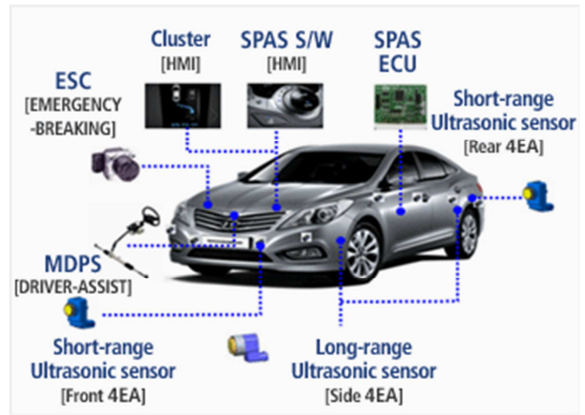 Cluster
[HMI]
SPAS S/W
[HMI]
SPAS
ECU
ESC
[EMERGENCY
-BREAKING]
Short-range
Ultrasonic sensor
[Rear 4EA]
MDPS
[DRIVER-ASSIST]
Short-range
Ultrasonic sensor
[Front 4EA]
Long-range
Ultrasonic sensor
[Side 4EA]